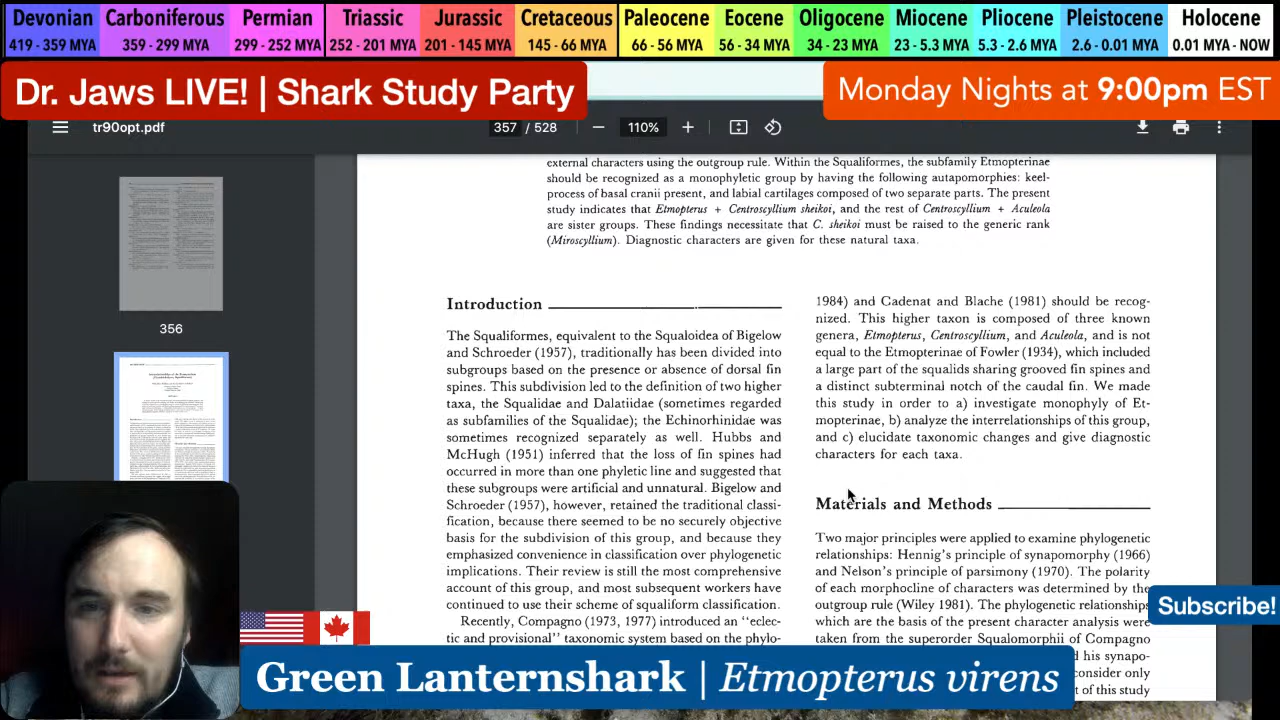 Devonian Carboniferous Permian Triassic Jurassic Cretaceous Paleocene Eocene Oligocene Miocene Pliocene Pleistocene Holocene
419 - 359 MYA 359 - 299 MYA 299 - 252 MYA 252 - 201 MYA 201 - 145 MYA 145 - 66 MYA 66 - 56 MYA 56 - 34 MYA 34 - 23 MYA 23 - 5.3 MYA 5.3 - 2.6 MYA 2.6 - 0.01 MYA 0.01 MYA - NOW
Dr. Jaws LIVE! | Shark Study Party
Monday Nights at 9:00pm EST
tr90opt.pdf
357 / 528
110%
356
external characters using the outgroup rule. Within the Squaliformes, the subfamily Etmopterinae
should be recognized as a monophyletic group by having the following autapomorphies: keel-
process of basal present, and labial cartilages composed of two separate parts. The present
study indicates that Etmopterus + Centroscyllium sheikoi, and the rest of Centroscyllium + Aculeola
are sister groups. These findings necessitate that C. sheikoi must be raised to the generic rank
(Miroscyllium). Diagnostic characters are given for these natural taxa.
Introduction
The Squaliformes, equivalent to the Squaloidea of Bigelow
and Schroeder (1957), traditionally has been divided into
subgroups based on the presence or absence of dorsal fin
spines. This subdivision led to the definition of two higher
taxa, the Squalidae and Dalatiidae (sometimes regarded
as subfamilies of the Squalidae); the Echinorhinidae was
sometimes recognized separately as well. Hubbs and
McHugh (1951) inferred that the loss of fin spines had
occurred in more than one phyletic line and suggested that
these subgroups were artificial and unnatural. Bigelow and
Schroeder (1957), however, retained the traditional classi-
fication, because there seemed to be no securely objective
basis for the subdivision of this group, and because they
emphasized convenience in classification over phylogenetic
implications. Their review is still the most comprehensive
account of this group, and most subsequent workers have
continued to use their scheme of squaliform classification.
Recently, Compagno (1973, 1977) introduced an "eclec-
tic and provisional" taxonomic system based on the phylo-
1984) and Cadenat and Blache (1981) should be recog-
nized. This higher taxon is composed of three known
genera, Etmopterus, Centroscyllium, and Aculeola, and is not
equal to the Etmopterinae of Fowler (1934), which included
a large part of the squalids sharing grooved fin spines and
a distinct subterminal notch of the caudal fin. We made
this study in order to a) investigate monophyly of Et-
mopterinae, b) analyze the interrelationships of this group,
and taxonomic changes and give diagnostic
characters for each taxa.
Materials and Methods
Two major principles were applied to examine phylogenetic
relationships: Hennig's principle of synapomorphy (1966)
and Nelson's principle of parsimony (1970). The polarity
of each morphocline of characters was determined by the
outgroup rule (Wiley 1981). The phylogenetic relationships
which are the basis of the present character analysis were
taken from the superorder Squalomorphii of Compagno
d his synapo-
consider only
t of this study
Subscribe!
Green Lanternshark | Etmopterus virens